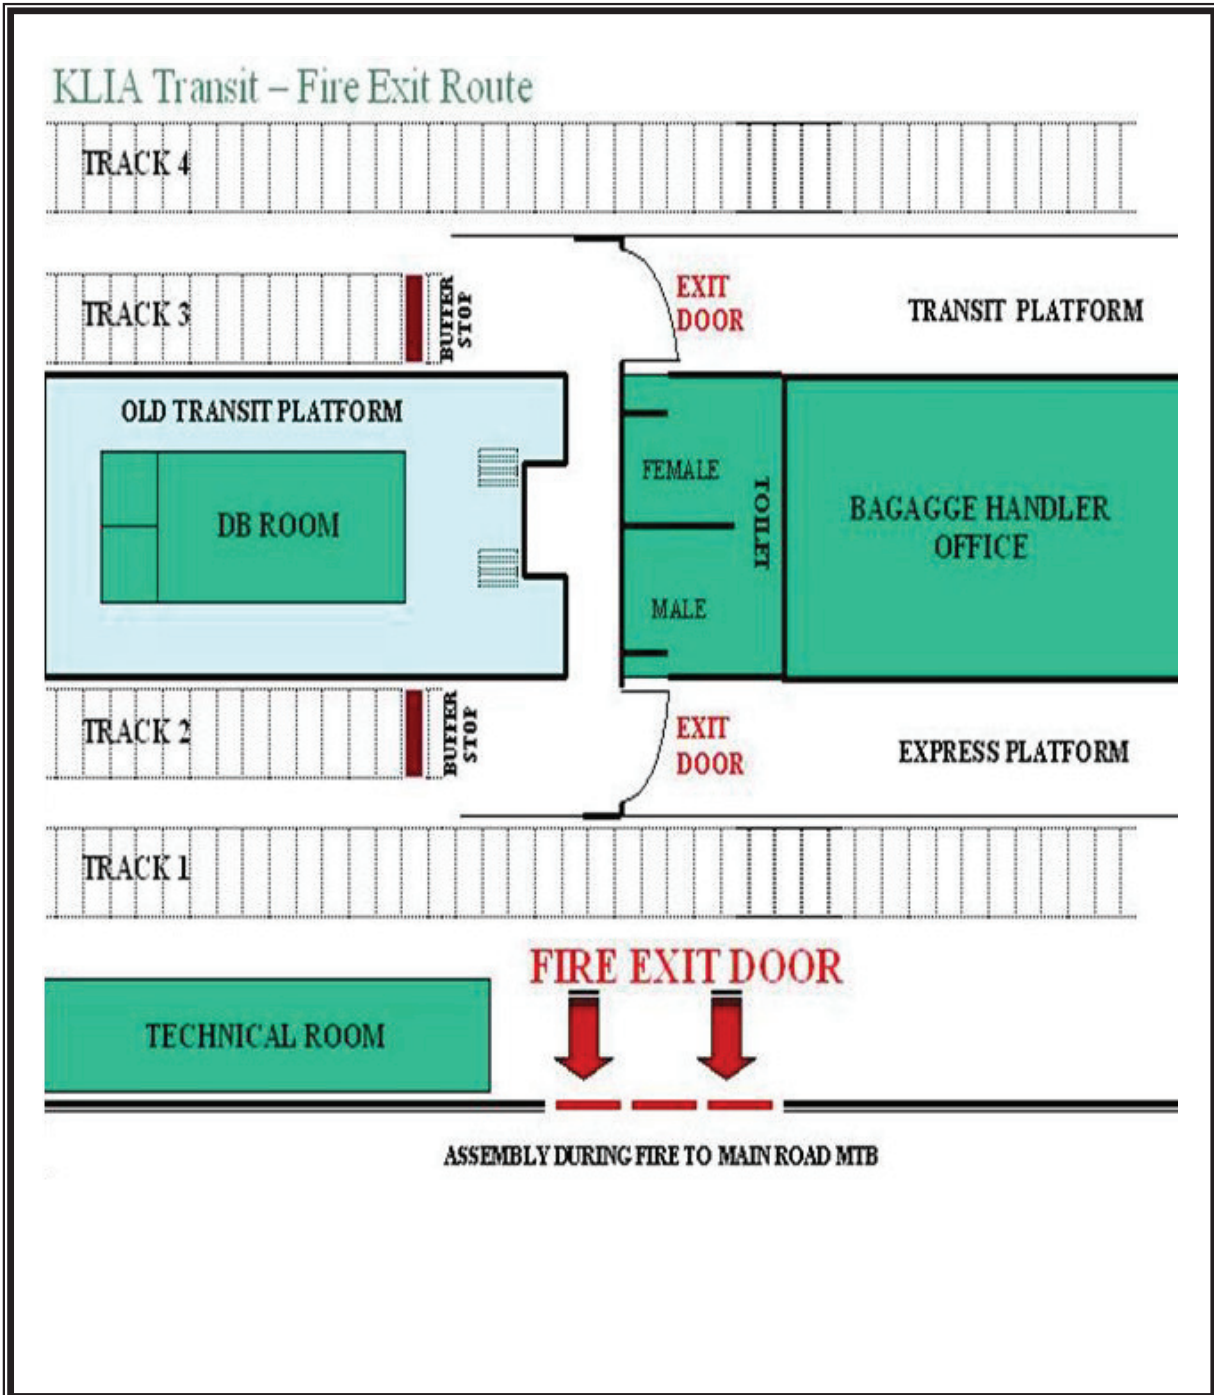 KLIA Transit – Fire Exit Route
TRACK 4
TRACK 3
BUFFER
STOP
EXIT
DOOR
TRANSIT PLATFORM
OLD TRANSIT PLATFORM
DB ROOM
FEMALE
TOILET
MALE
BAGAGGE HANDLER
OFFICE
TRACK 2
BUFFER
STOP
EXIT
DOOR
EXPRESS PLATFORM
TRACK 1
FIRE EXIT DOOR
TECHNICAL ROOM
ASSEMBLY DURING FIRE TO MAIN ROAD MTB